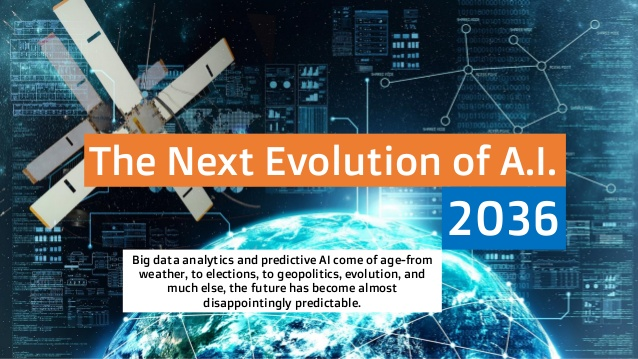 The Next Evolution of A.I.
2036
Big data analytics and predictive AI come of age-from
weather, to elections, to geopolitics, evolution, and
much else, the future has become almost
disappointingly predictable.